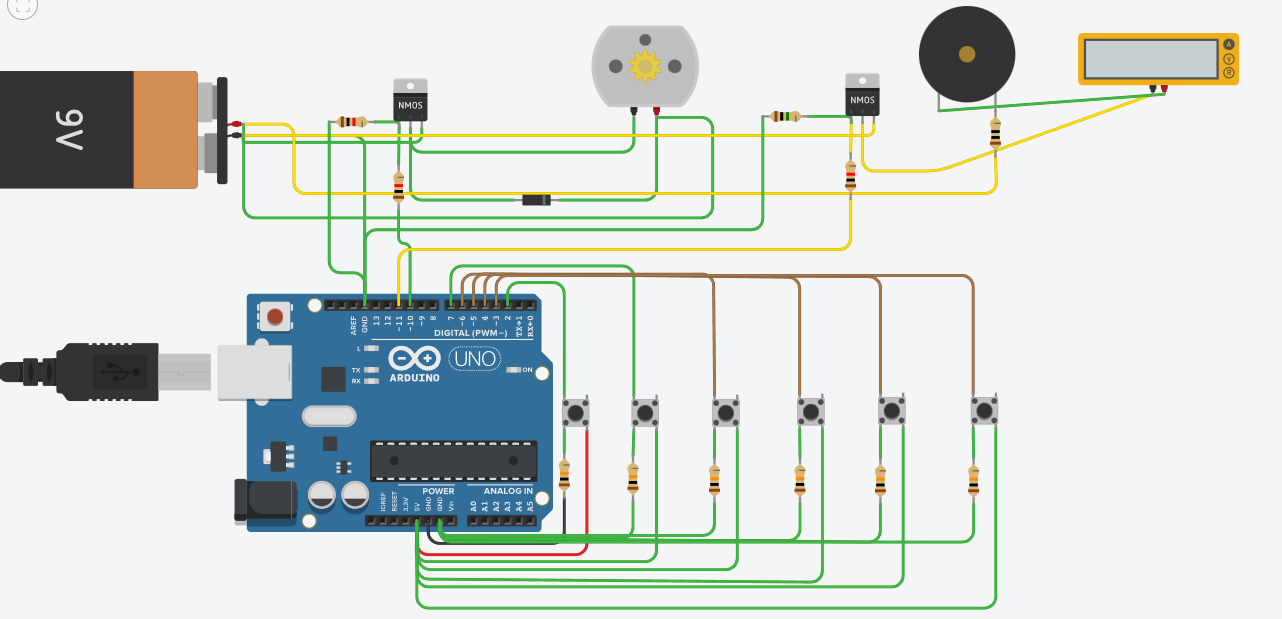 NMOS
NMOS
A
V
R
9V
AREF
GND
13
12
~11
~10
~9
8
7
~6
~5
4
~3
2
TX→1
RX←0
DIGITAL (PWM~)
L
TX
RX
ARDUINO
UNO
ON
POWER
ANALOG IN
IOREF
RESET
3.3V
5V
GND
GND
Vin
A0
A1
A2
A3
A4
A5